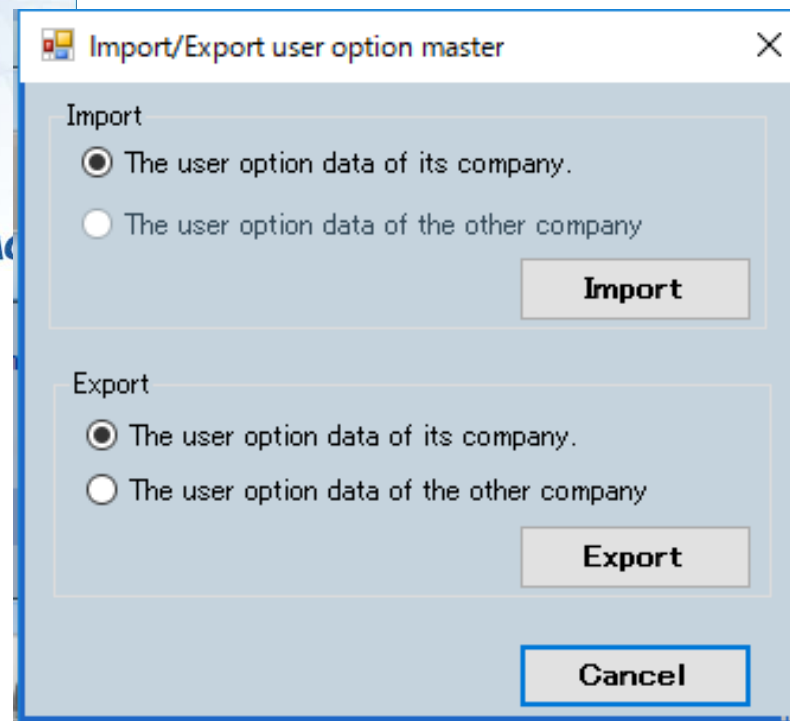 Import/Export user option master
Import
The user option data of its company.
The user option data of the other company
Import
Export
The user option data of its company.
The user option data of the other company
Export
Cancel